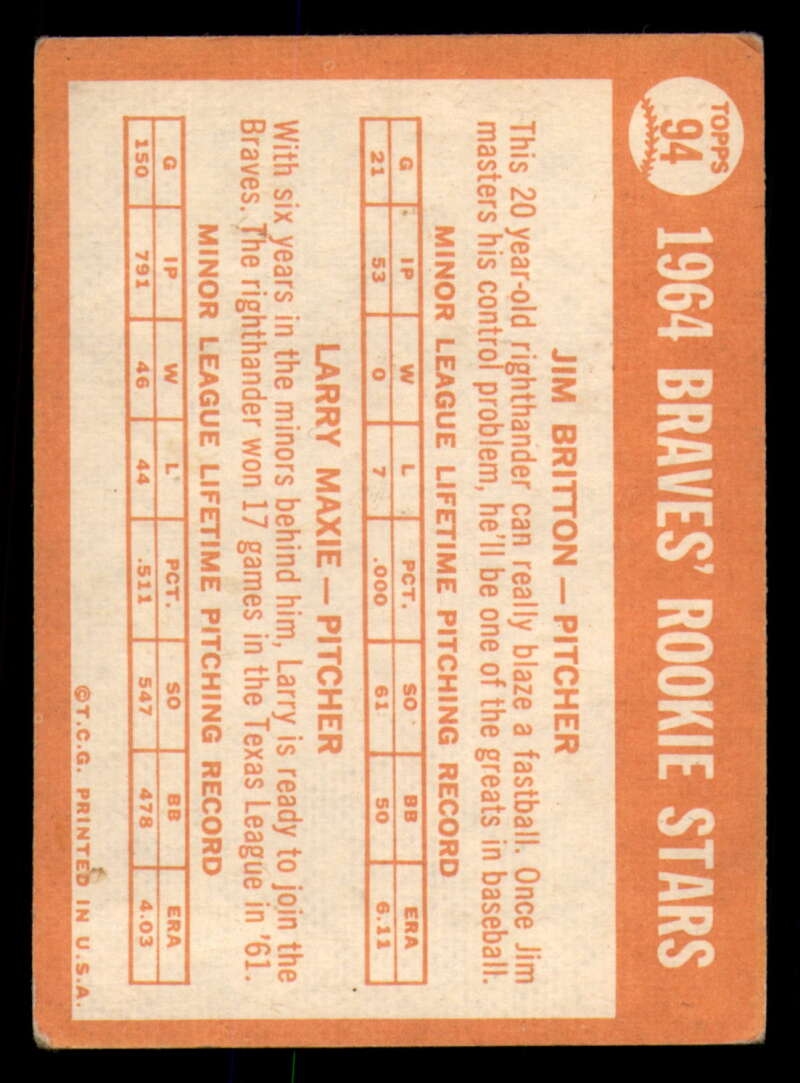 TOPPS
94
1964 BRAVES' ROOKIE STARS
JIM BRITTON — PITCHER
This 20 year-old righthander can really blaze a fastball. Once Jim
masters his control problem, he'll be one of the greats in baseball.
MINOR LEAGUE LIFETIME PITCHING RECORD
G IP W L PCT. SO BB ERA
21 53 0 7 .000 61 50 6.11
LARRY MAXIE — PITCHER
With six years in the minors behind him, Larry is ready to join the
Braves. The righthander won 17 games in the Texas League in '61.
MINOR LEAGUE LIFETIME PITCHING RECORD
G IP W L PCT. SO BB ERA
150 791 46 44 .511 547 478 4.03
©T.C.G. PRINTED IN U.S.A.